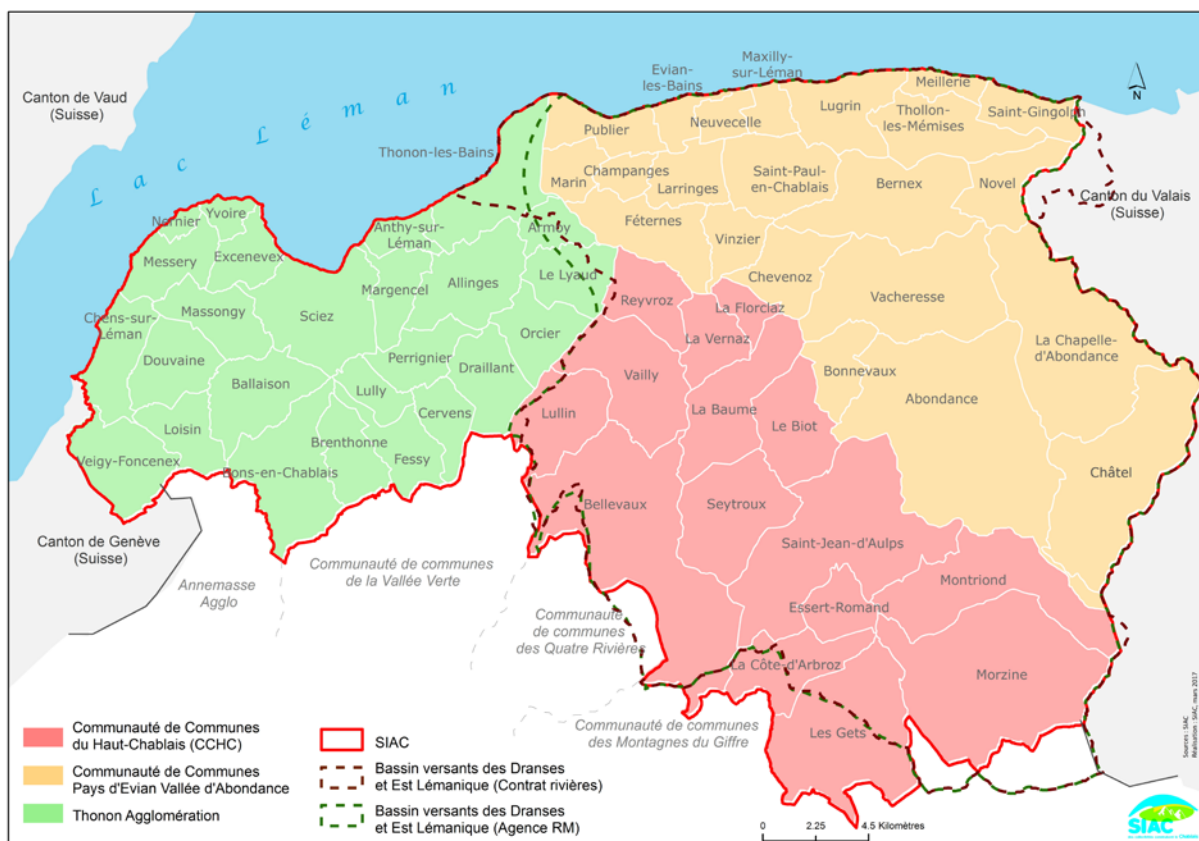 Canton de Vaud
(Suisse)
Lac Léman
Evian-
les-Bains
Maxilly-
sur-Léman
Meillerie
Lugrin
Thollon-
les-Mémises
Saint-Gingolph
N
Publier
Neuvecelle
Thonon-les-Bains
Champanges
Marin
Larringes
Saint-Paul-
en-Chablais
Bernex
Novel
Canton du Valais
(Suisse)
Nernier
Yvoire
Anthy-sur-
Léman
Armoy
Féternes
Vinzier
Messery
Excenevex
Le Lyaud
Chevenoz
Margencel
Allinges
Reyvroz
La Florclaz
Vacheresse
Chens-sur-
Léman
Massongy
Sciez
Orcier
La Vernaz
La Chapelle-
d'Abondance
Douvaine
Perrignier
Draillant
Vailly
Bonnevaux
Ballaison
Lully
Abondance
Cervens
Lullin
La Baume
Le Biot
Loisin
Brenthonne
Fessy
Veigy-Foncenex
Bons-en-Chablais
Châtel
Bellevaux
Seytroux
Canton de Genève
(Suisse)
Saint-Jean-d'Aulps
Annemasse
Agglo
Communauté de communes
de la Vallée Verte
Montriond
Essert-Romand
Communauté
de communes
des Quatre Rivières
La Côte-d'Arbroz
Morzine
Les Gets
Communauté de communes
des Montagnes du Giffre
Communauté de Communes
du Haut-Chablais (CCHC)
Communauté de Communes
Pays d'Evian Vallée d'Abondance
Thonon Agglomération
SIAC
Bassin versants des Dranses
et Est Lémanique (Contrat rivières)
Bassin versants des Dranses
et Est Lémanique (Agence RM)
0 2.25 4.5 Kilomètres
Sources : SIAC
Réalisation : SIAC, mars 2017
SIAC